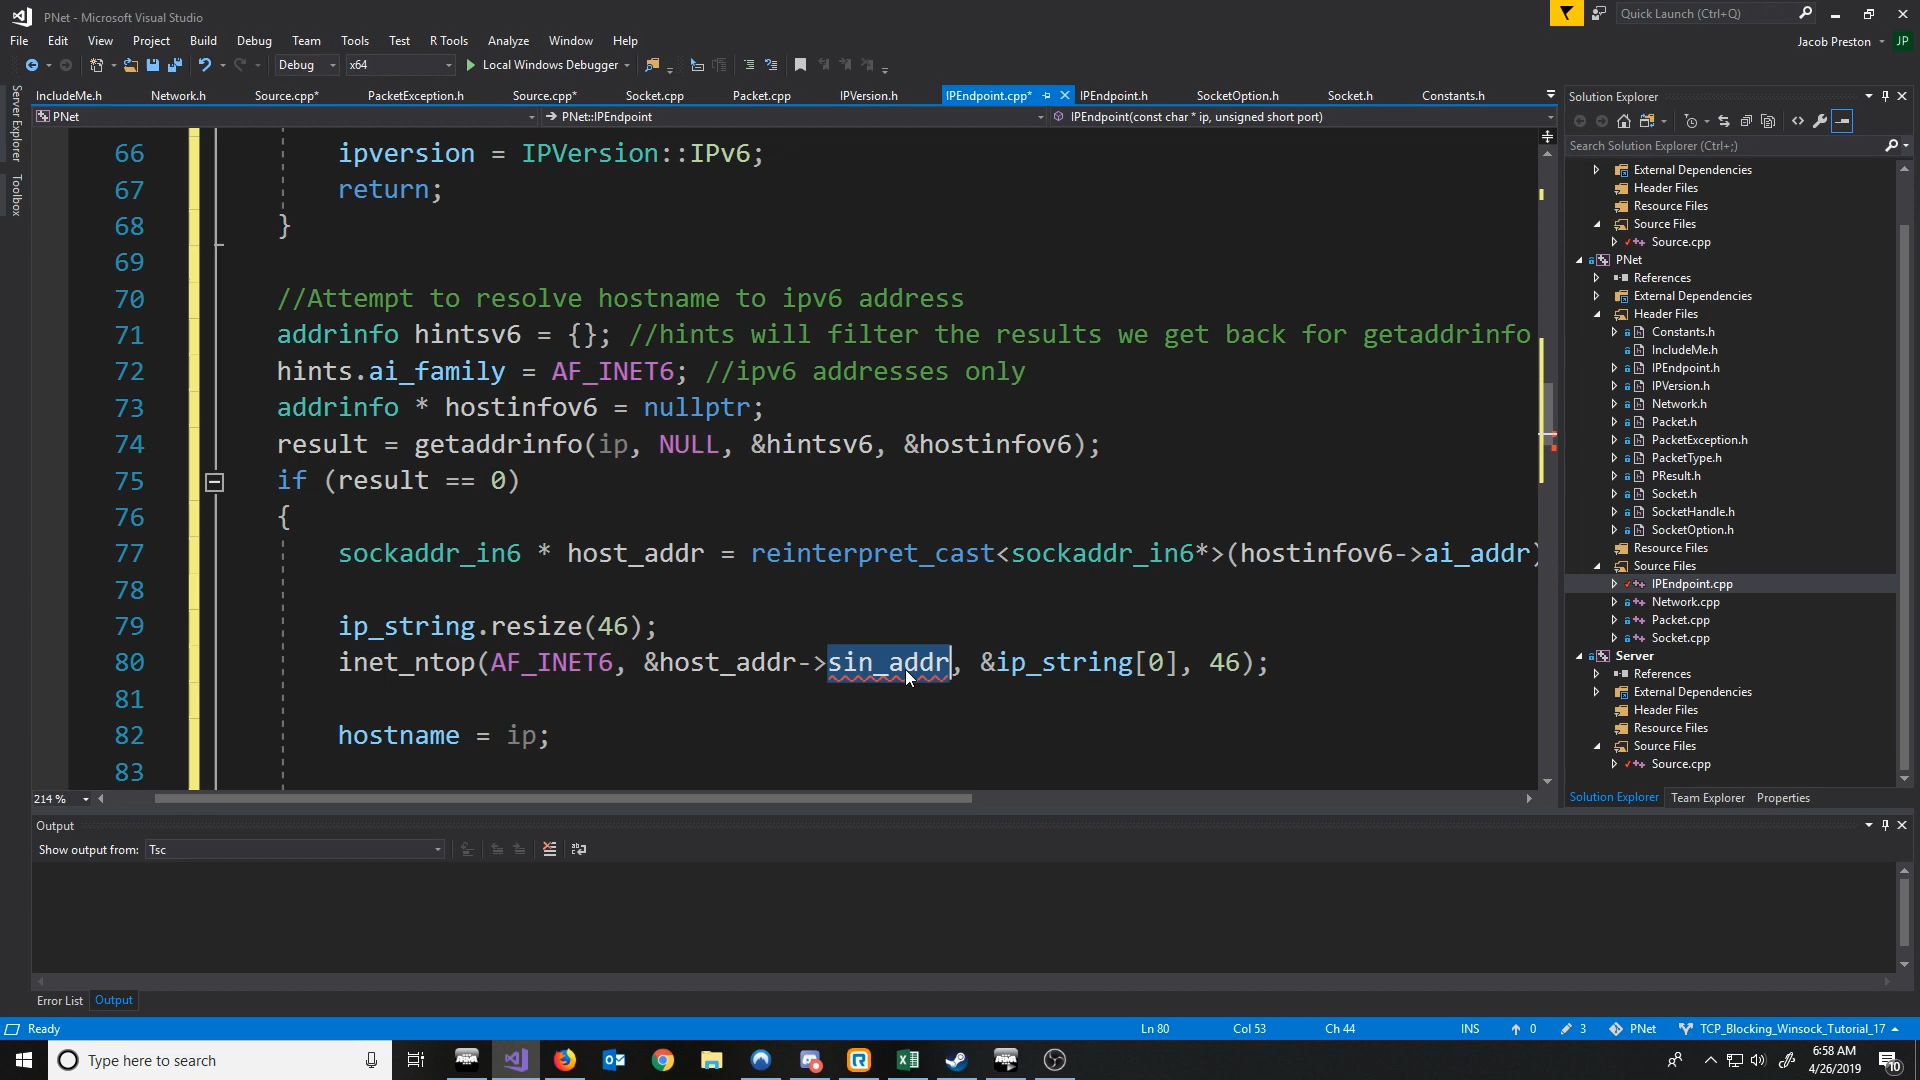 PNet - Microsoft Visual Studio
Quick Launch (Ctrl+Q)
File Edit View Project Build Debug Team Tools Test R Tools Analyze Window Help
Jacob Preston JP
Debug x64 Local Windows Debugger
IncludeMe.h Network.h Source.cpp* PacketException.h Source.cpp* Socket.cpp Packet.cpp IPVersion.h IPEndpoint.cpp* IPEndpoint.h SocketOption.h Socket.h Constants.h
PNet PNet::IPEndpoint IPEndpoint(const char * ip, unsigned short port)
Server Explorer
Toolbox
66 ipversion = IPVersion::IPv6;
67 return;
68 }
69
70 //Attempt to resolve hostname to ipv6 address
71 addrinfo hintsv6 = {}; //hints will filter the results we get back for getaddrinfo
72 hints.ai_family = AF_INET6; //ipv6 addresses only
73 addrinfo * hostinfov6 = nullptr;
74 result = getaddrinfo(ip, NULL, &hintsv6, &hostinfov6);
75 if (result == 0)
76 {
77 sockaddr_in6 * host_addr = reinterpret_cast<sockaddr_in6*>(hostinfov6->ai_addr)
78
79 ip_string.resize(46);
80 inet_ntop(AF_INET6, &host_addr->sin_addr, &ip_string[0], 46);
81
82 hostname = ip;
83
214 %
Solution Explorer
Search Solution Explorer (Ctrl+;)
External Dependencies
Header Files
Resource Files
Source Files
Source.cpp
PNet
References
External Dependencies
Header Files
Constants.h
IncludeMe.h
IPEndpoint.h
IPVersion.h
Network.h
Packet.h
PacketException.h
PacketType.h
PResult.h
Socket.h
SocketHandle.h
SocketOption.h
Resource Files
Source Files
IPEndpoint.cpp
Network.cpp
Packet.cpp
Socket.cpp
Server
References
External Dependencies
Header Files
Resource Files
Source Files
Source.cpp
Solution Explorer Team Explorer Properties
Output
Show output from: Tsc
Error List Output
Ready Ln 80 Col 53 Ch 44 INS 0 3 PNet TCP_Blocking_Winsock_Tutorial_17
Type here to search
6:58 AM
4/26/2019
10